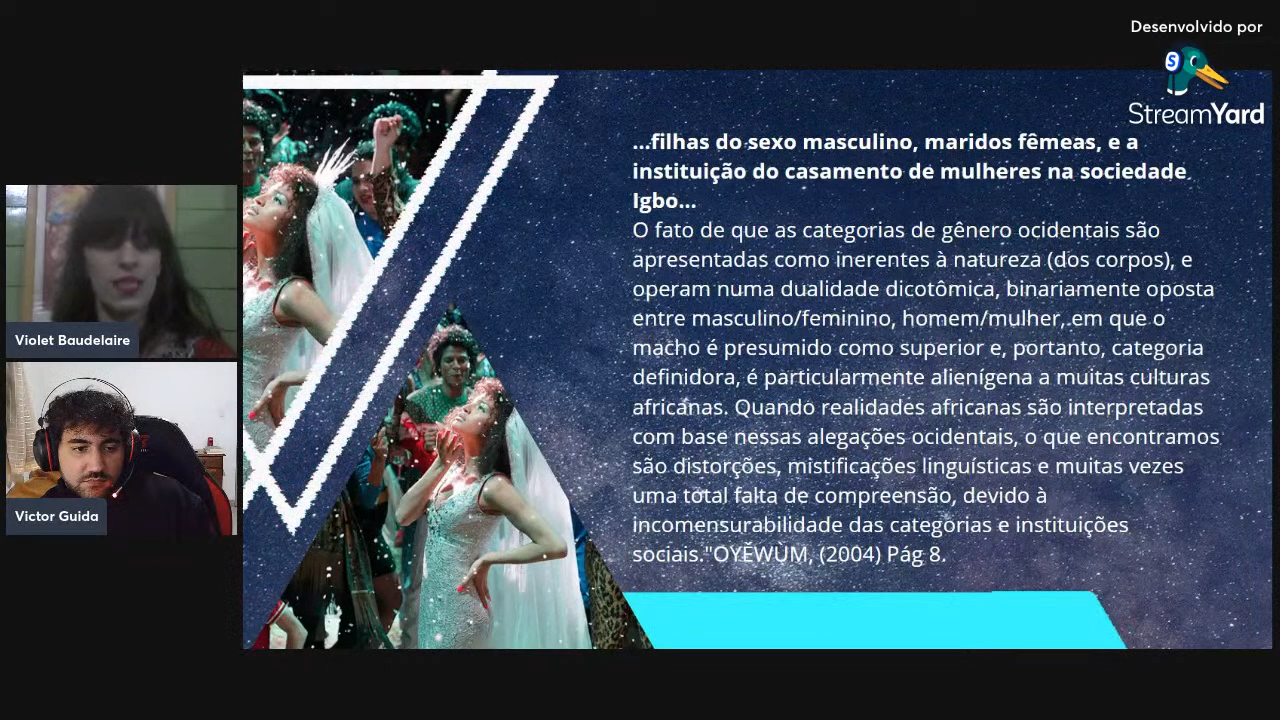 Desenvolvido por
StreamYard
...filhas do sexo masculino, maridos fêmeas, e a
instituição do casamento de mulheres na sociedade
Igbo...
O fato de que as categorias de gênero ocidentais são
apresentadas como inerentes à natureza (dos corpos), e
operam numa dualidade dicotômica, binariamente oposta
entre masculino/feminino, homem/mulher, em que o
macho é presumido como superior e, portanto, categoria
definidora, é particularmente alienígena a muitas culturas
africanas. Quando realidades africanas são interpretadas
com base nessas alegações ocidentais, o que encontramos
são distorções, mistificações linguísticas e muitas vezes
uma total falta de compreensão, devido à
incomensurabilidade das categorias e instituições
sociais."OYĚWÙM, (2004) Pág 8.
Violet Baudelaire
Victor Guida